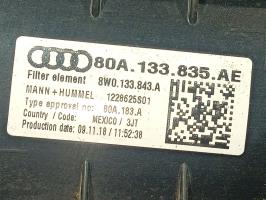 80A.133.835.AE
Filter element 8W0.133.843.A
MANN+HUMMEL 1228625S01
Type approval no: 80A.183.A
Country / Code: MEXICO / 3JT
Production date: 09.11.18 / 11:52:38